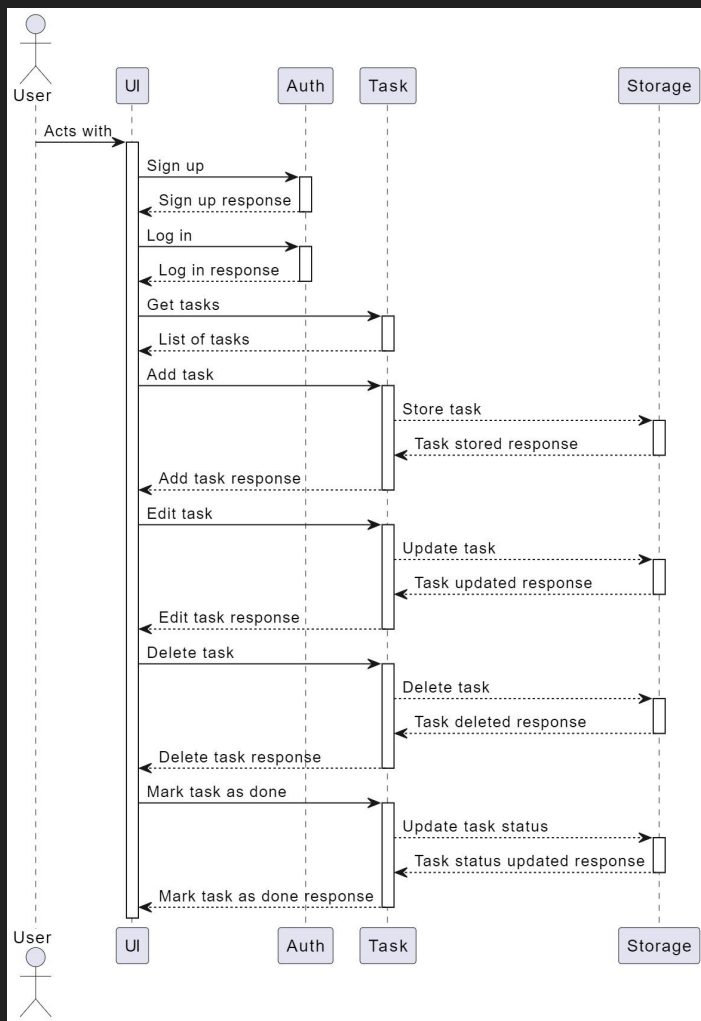 User
UI
Auth
Task
Storage
Acts with
Sign up
Sign up response
Log in
Log in response
Get tasks
List of tasks
Add task
Store task
Task stored response
Add task response
Edit task
Update task
Task updated response
Edit task response
Delete task
Delete task
Task deleted response
Delete task response
Mark task as done
Update task status
Task status updated response
Mark task as done response
User
UI
Auth
Task
Storage